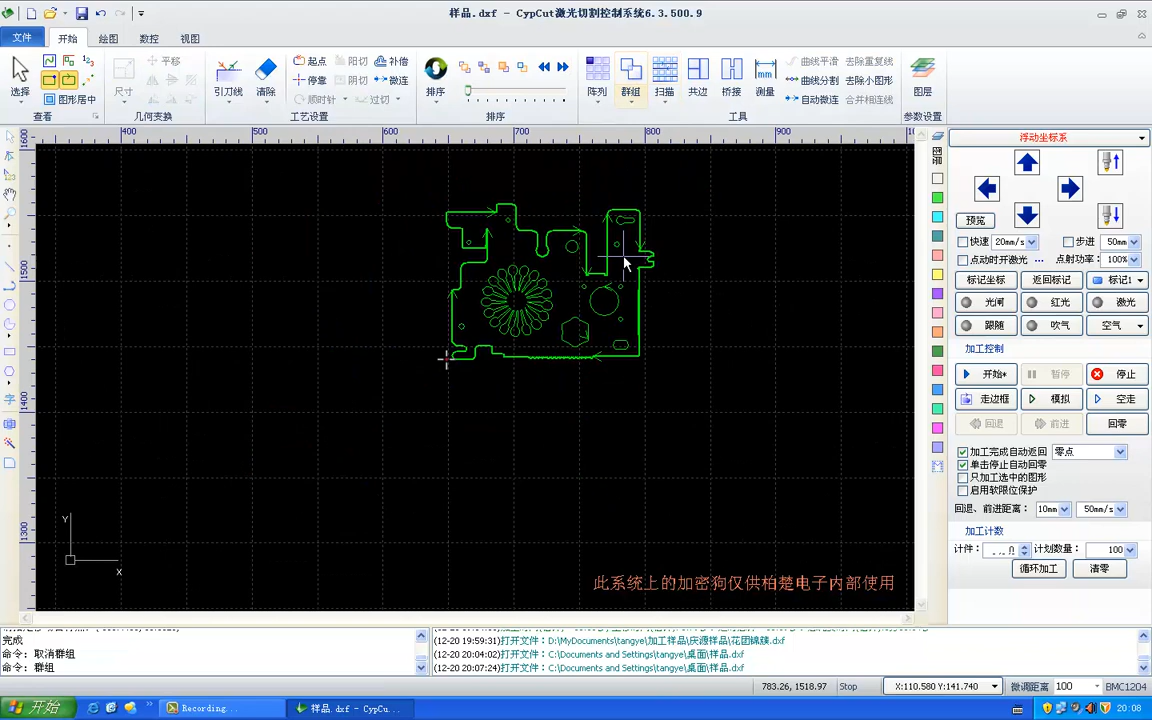 样品.dxf - CypCut激光切割控制系统6.3.500.9
文件 开始 绘图 数控 视图
选择 图形居中 查看
尺寸 平移 几何变换
引刀线 清除 起点 停靠 顺时针 阳切 阴切 过切 补偿 微连 工艺设置
排序 排序
阵列 群组 扫描 共边 桥接 测量 曲线平滑 曲线分割 自动微连 去除重复线 去除小图形 合并相连线 工具
图层 参数设置
400 500 600 700 800 900
1600
1500
1400
1300
Y
X
此系统上的加密狗仅供柏楚电子内部使用
图层
浮动坐标系
预览
快速 20mm/s 步进 50mm
点动时开激光 ... 点射功率: 100%
标记坐标 返回标记 标记1
光闸 红光 激光
跟随 吹气 空气
加工控制
开始* 暂停 停止
走边框 模拟 空走
回退 前进 回零
加工完成自动返回 零点
单击停止自动回零
只加工选中的图形
启用软限位保护
回退、前进距离: 10mm 50mm/s
加工计数
计件: 0 计划数量: 100
循环加工 清零
完成
命令: 取消群组
命令: 群组
(12-20 19:59:31)打开文件: D:\MyDocuments\tangye\加工样品\庆源样品\花团锦簇.dxf
(12-20 20:04:02)打开文件: C:\Documents and Settings\tangye\桌面\样品.dxf
(12-20 20:07:24)打开文件: C:\Documents and Settings\tangye\桌面\样品.dxf
783.26, 1518.97 Stop X:110.580 Y:141.740 微调距离 100 BMC1204
开始 Recording... 样品.dxf - CypCu... 20:08